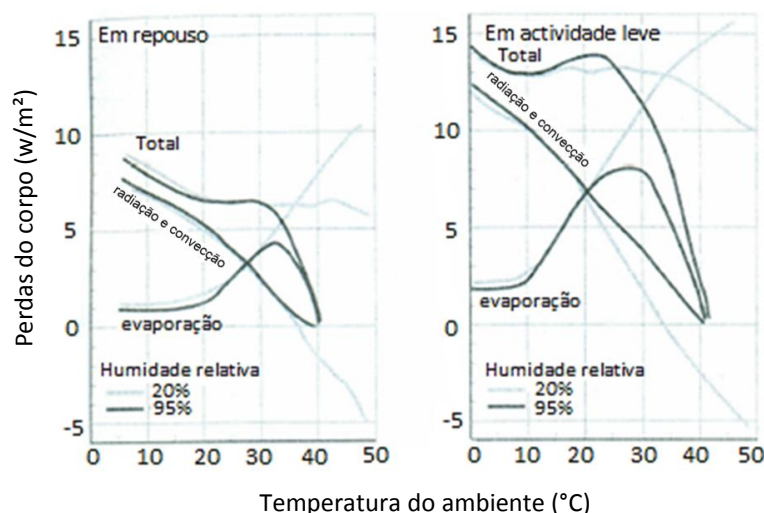 Perdas do corpo (w/m²)
Em repouso
15
10
5
0
-5
Total
radiação e convecção
evaporação
Humidade relativa
20%
95%
0 10 20 30 40 50
Em actividade leve
15
10
5
0
-5
Total
radiação e convecção
evaporação
Humidade relativa
20%
95%
0 10 20 30 40 50
Temperatura do ambiente (°C)